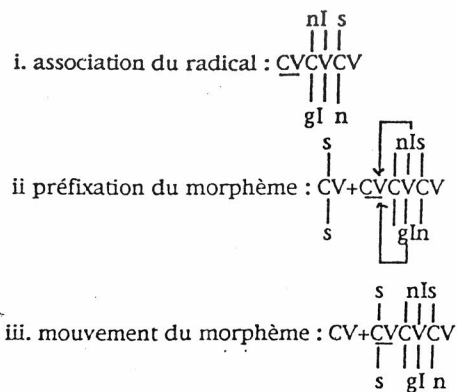 nI s
i. association du radical : CVCVCV
gI n
s nIs
ii préfixation du morphème : CV+CVCVCV
s gIn
s nIs
iii. mouvement du morphème : CV+CVCVCV
s gI n